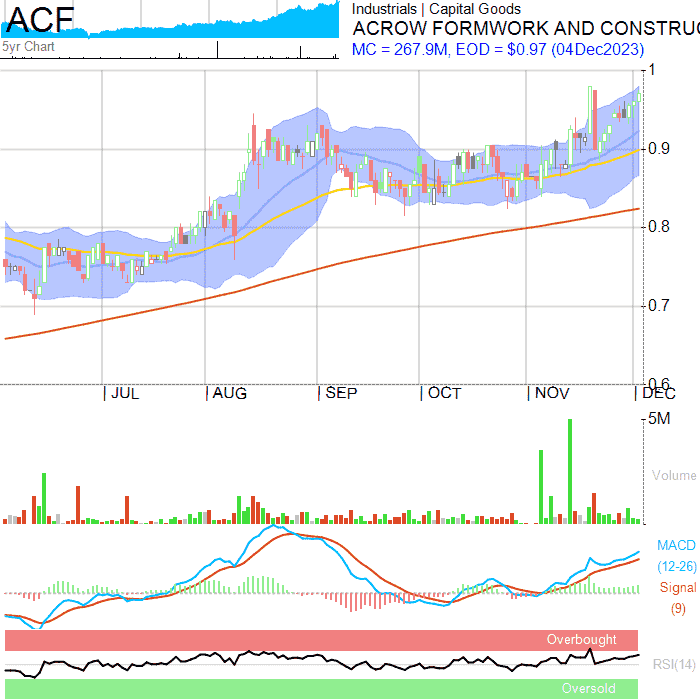 ACF
5yr Chart
Industrials | Capital Goods
ACROW FORMWORK AND CONSTRUC
MC = 267.9M, EOD = $0.97 (04Dec2023)
1
0.9
0.8
0.7
0.6
JUL AUG SEP OCT NOV DEC
5M
Volume
MACD
(12-26)
Signal
(9)
Overbought
RSI(14)
Oversold